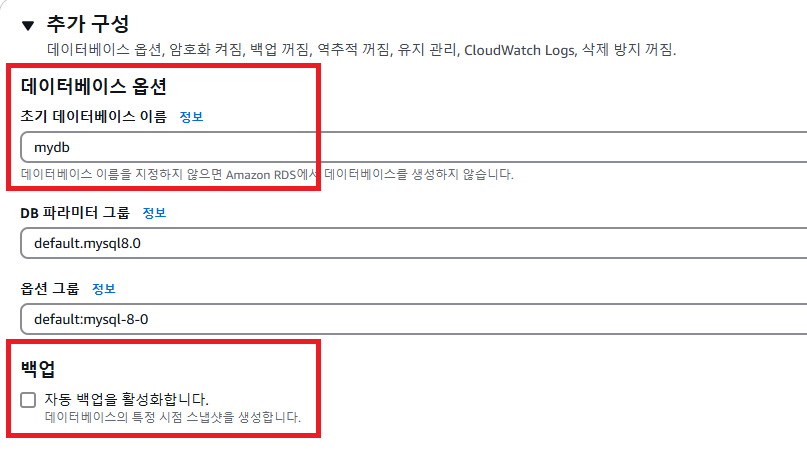 추가 구성
데이터베이스 옵션, 암호화 켜짐, 백업 꺼짐, 역추적 꺼짐, 유지 관리, CloudWatch Logs, 삭제 방지 꺼짐.
데이터베이스 옵션
초기 데이터베이스 이름 정보
mydb
데이터베이스 이름을 지정하지 않으면 Amazon RDS에서 데이터베이스를 생성하지 않습니다.
DB 파라미터 그룹 정보
default.mysql8.0
옵션 그룹 정보
default:mysql-8-0
백업
자동 백업을 활성화합니다.
데이터베이스의 특정 시점 스냅샷을 생성합니다.